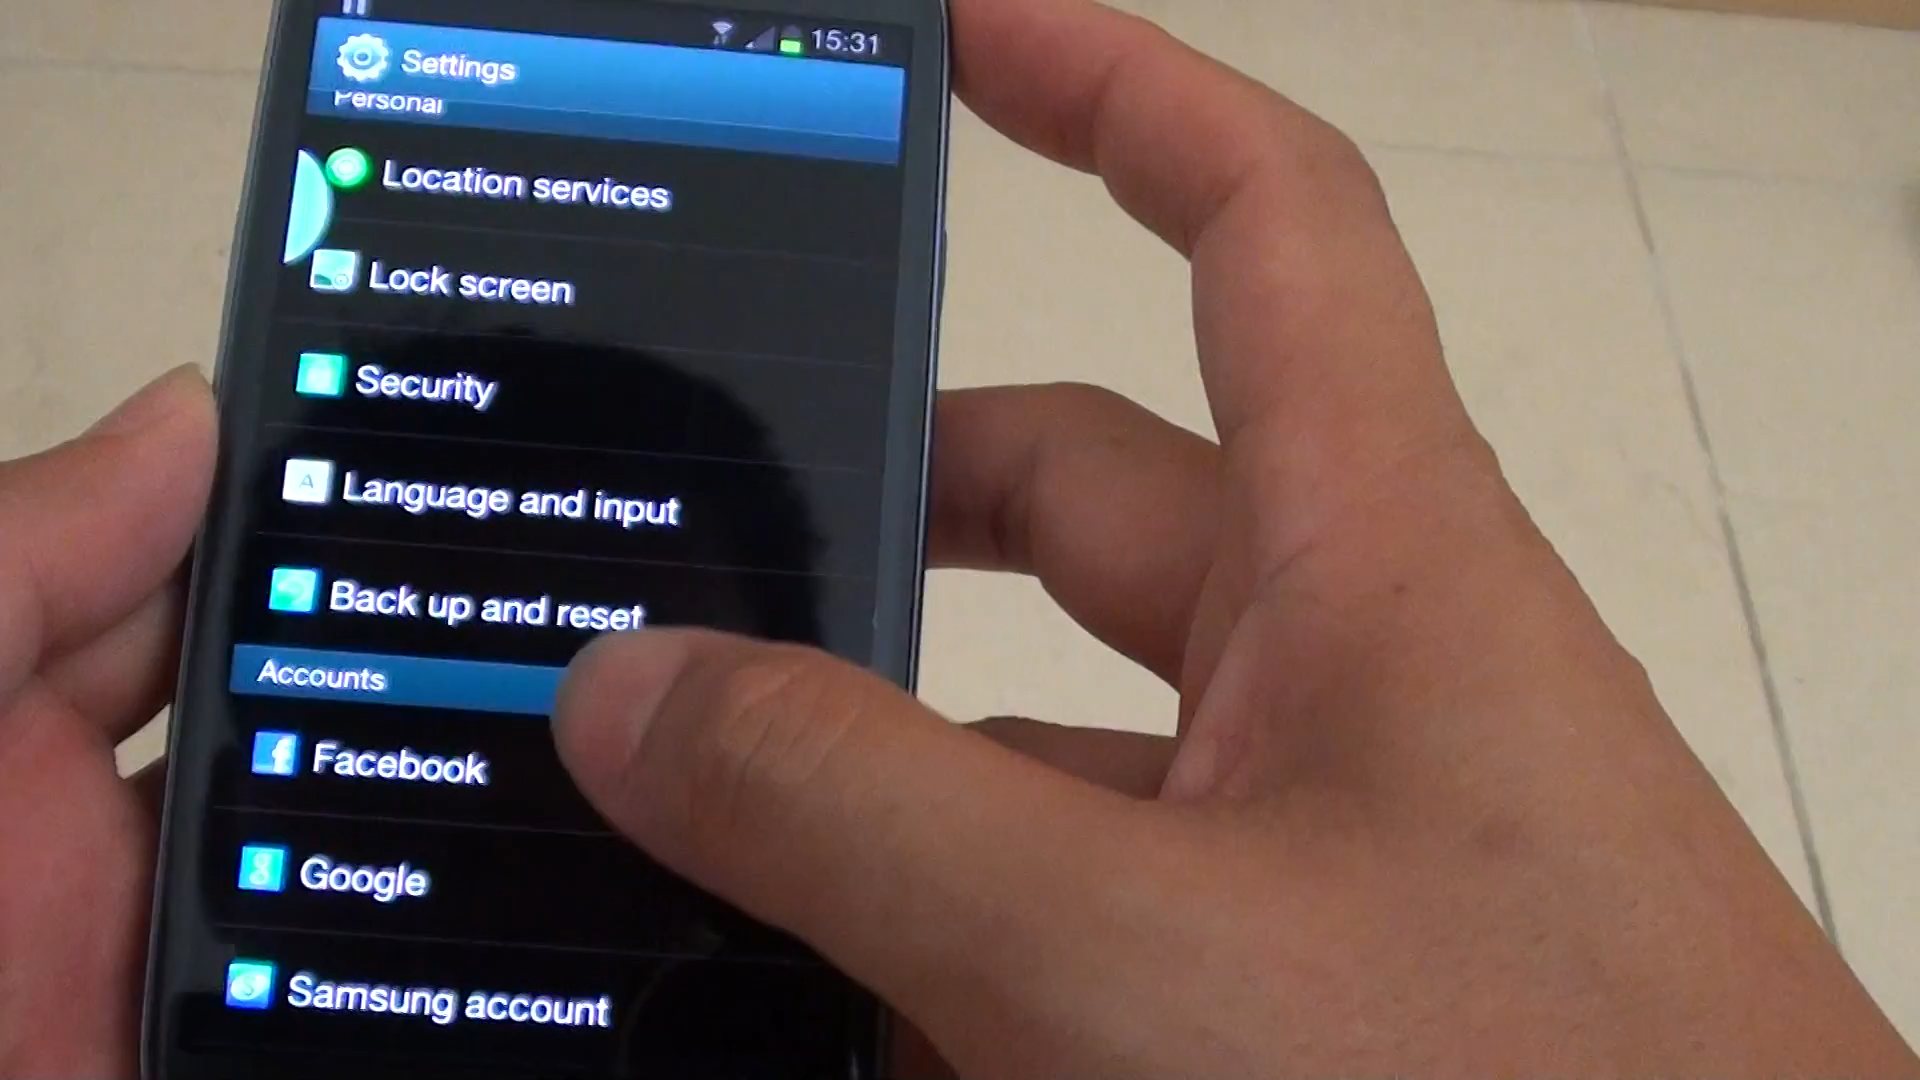 15:31
Settings
Personal
Location services
Lock screen
Security
A
Language and input
Back up and reset
Accounts
f
Facebook
g
Google
S
Samsung account